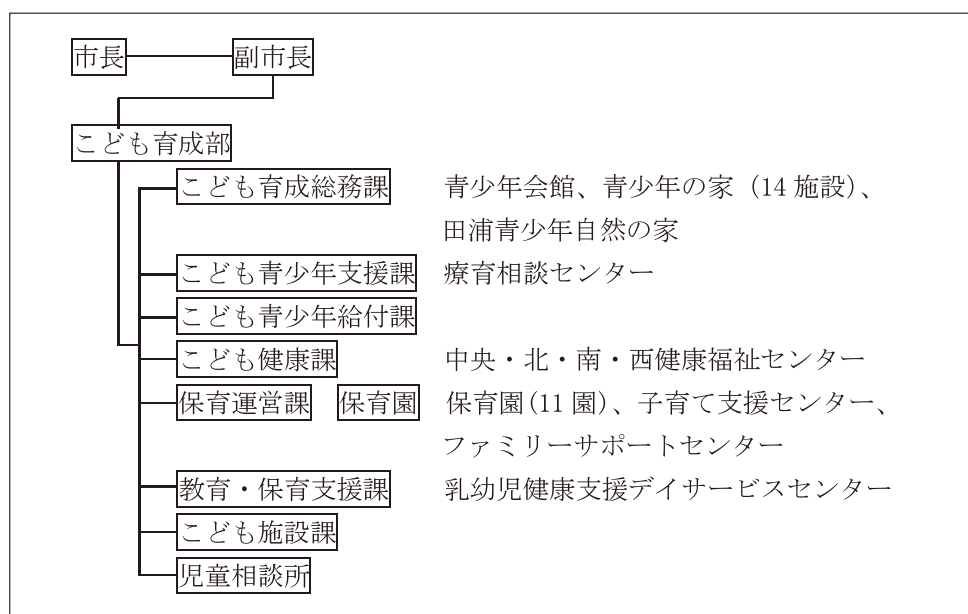 市長 副市長
こども育成部
こども育成総務課 青少年会館、青少年の家（14 施設）、
田浦青少年自然の家
こども青少年支援課 療育相談センター
こども青少年給付課
こども健康課 中央・北・南・西健康福祉センター
保育運営課 保育園 保育園(11 園)、子育て支援センター、
ファミリーサポートセンター
教育・保育支援課 乳幼児健康支援デイサービスセンター
こども施設課
児童相談所